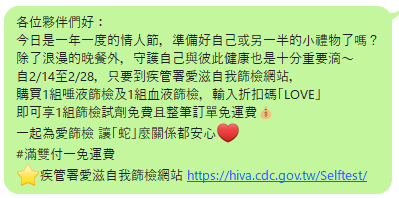 各位夥伴們好：
今日是一年一度的情人節，準備好自己或另一半的小禮物了嗎？
除了浪漫的晚餐外，守護自己與彼此健康也是十分重要滴～
自2/14至2/28，只要到疾管署愛滋自我篩檢網站，
購買1組唾液篩檢及1組血液篩檢，輸入折扣碼「LOVE」
即可享1組篩檢試劑免費且整筆訂單免運費💰
一起為愛篩檢 讓「蛇」麼關係都安心❤️
#滿雙付一免運費
⭐疾管署愛滋自我篩檢網站 https://hiva.cdc.gov.tw/Selftest/